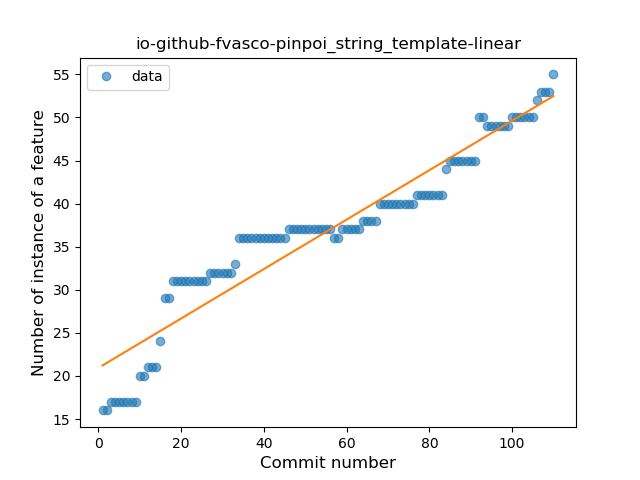 io-github-fvasco-pinpoi_string_template-linear
data
Number of instance of a feature
55
50
45
40
35
30
25
20
15
0 20 40 60 80 100
Commit number